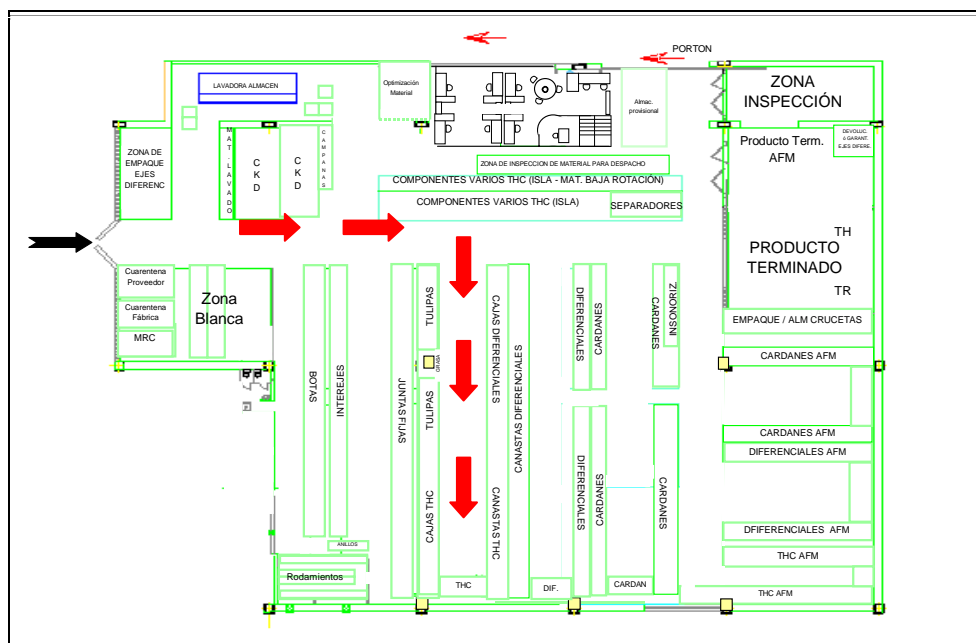 PORTON
LAVADORA ALMACEN
Optimización
Material
Almac.
provisional
ZONA
INSPECCIÓN
DEVOLUC.
ó GARANT.
EJES DIFERE.
Producto Term.
AFM
ZONA DE
EMPAQUE
EJES
DIFERENC
MAT-LAVADO
CKD
CKD
CAMPANAS
ZONA DE INSPECCION DE MATERIAL PARA DESPACHO
COMPONENTES VARIOS THC (ISLA - MAT. BAJA ROTACIÓN)
COMPONENTES VARIOS THC (ISLA)
SEPARADORES
TH
PRODUCTO
TERMINADO
TR
Cuarentena
Proveedor
Cuarentena
Fábrica
MRC
Zona
Blanca
BOTAS
INTEREJES
JUNTAS FIJAS
TULIPAS
GRASA
TULIPAS
CAJAS THC
CAJAS DIFERENCIALES
CANASTAS THC
CANASTAS DIFERENCIALES
DIFERENCIALES
CARDANES
DIFERENCIALES
CARDANES
CARDANES
INSONORIZ
CARDANES
EMPAQUE / ALM CRUCETAS
CARDANES AFM
CARDANES AFM
DIFERENCIALES AFM
DFIFERENCIALES AFM
THC AFM
THC AFM
ANILLOS
Rodamientos
THC
DIF.
CARDAN